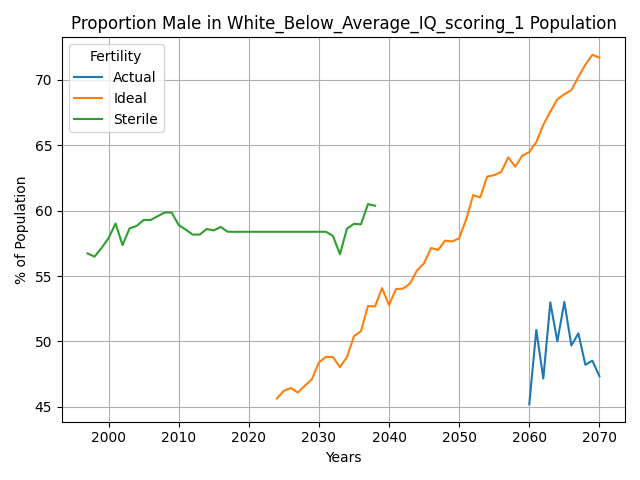 Proportion Male in White_Below_Average_IQ_scoring_1 Population
Fertility
Actual
Ideal
Sterile
% of Population
70
65
60
55
50
45
2000 2010 2020 2030 2040 2050 2060 2070
Years